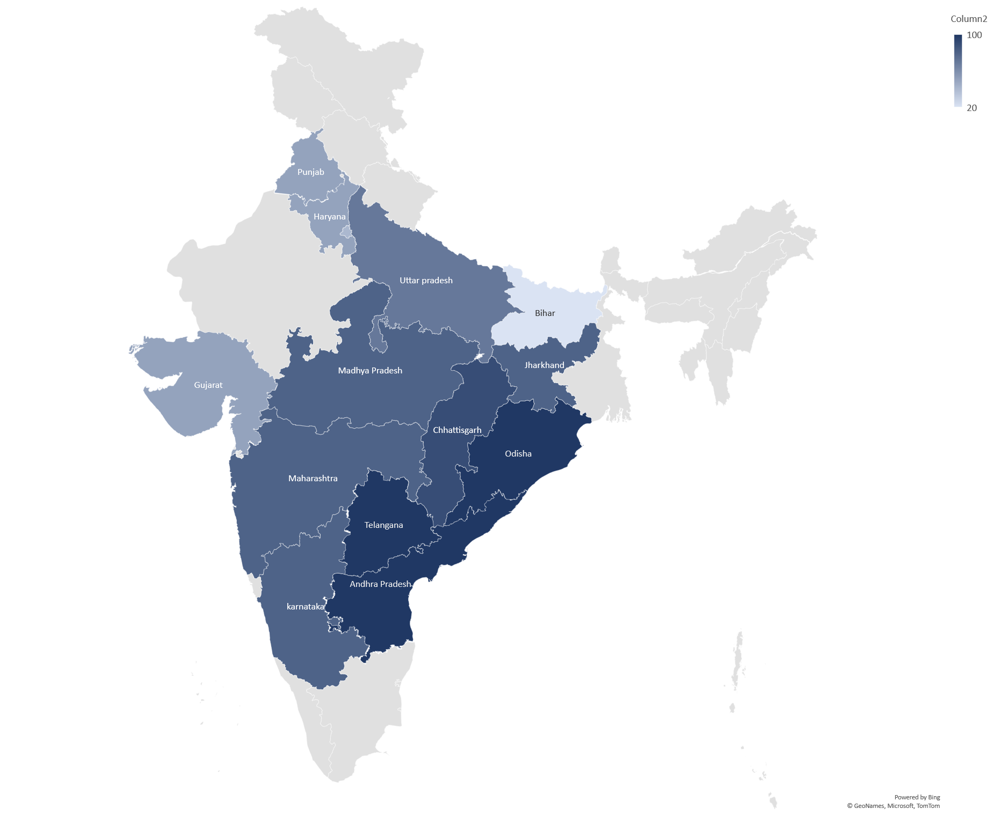 Column2
100
20
Punjab
Haryana
Uttar pradesh
Bihar
Jharkhand
Madhya Pradesh
Gujarat
Chhattisgarh
Odisha
Maharashtra
Telangana
Andhra Pradesh
karnataka
Powered by Bing
© GeoNames, Microsoft, TomTom